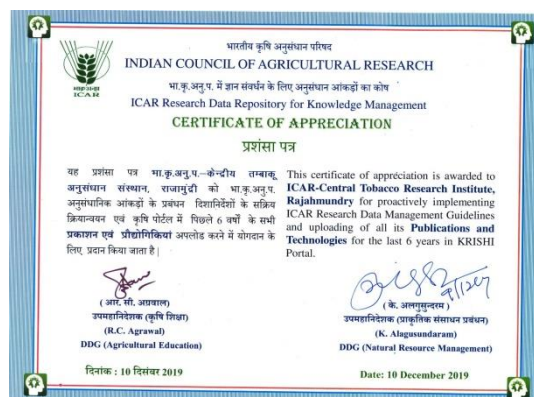 भारतीय कृषि अनुसंधान परिषद
INDIAN COUNCIL OF AGRICULTURAL RESEARCH
भा.कृ.अनु.प. में ज्ञान संवर्धन के लिए अनुसंधान आंकड़ों का कोष
ICAR Research Data Repository for Knowledge Management
भाकृअनुप
ICAR
CERTIFICATE OF APPRECIATION
प्रशंसा पत्र
यह प्रशंसा पत्र भा.कृ.अनु.प.–केन्द्रीय तम्बाकू
अनुसंधान संस्थान, राजामुंद्री को भा.कृ.अनु.प.
अनुसंधानिक आंकड़ों के प्रबंधन दिशानिर्देशों के सक्रिय
क्रियान्वयन एवं कृषि पोर्टल में पिछले 6 वर्षों के सभी
प्रकाशन एवं प्रौद्योगिकियां अपलोड करने में योगदान के
लिए प्रदान किया जाता है|
This certificate of appreciation is awarded to
ICAR-Central Tobacco Research Institute,
Rajahmundry for proactively implementing
ICAR Research Data Management Guidelines
and uploading of all its Publications and
Technologies for the last 6 years in KRISHI
Portal.
( आर. सी. अग्रवाल)
उपमहानिदेशक (कृषि शिक्षा)
(R.C. Agrawal)
DDG (Agricultural Education)
दिनांक : 10 दिसंबर 2019
( के. अलगुसुन्दरम )
उपमहानिदेशक (प्राकृतिक संसाधन प्रबंधन)
(K. Alagusundaram)
DDG (Natural Resource Management)
Date: 10 December 2019